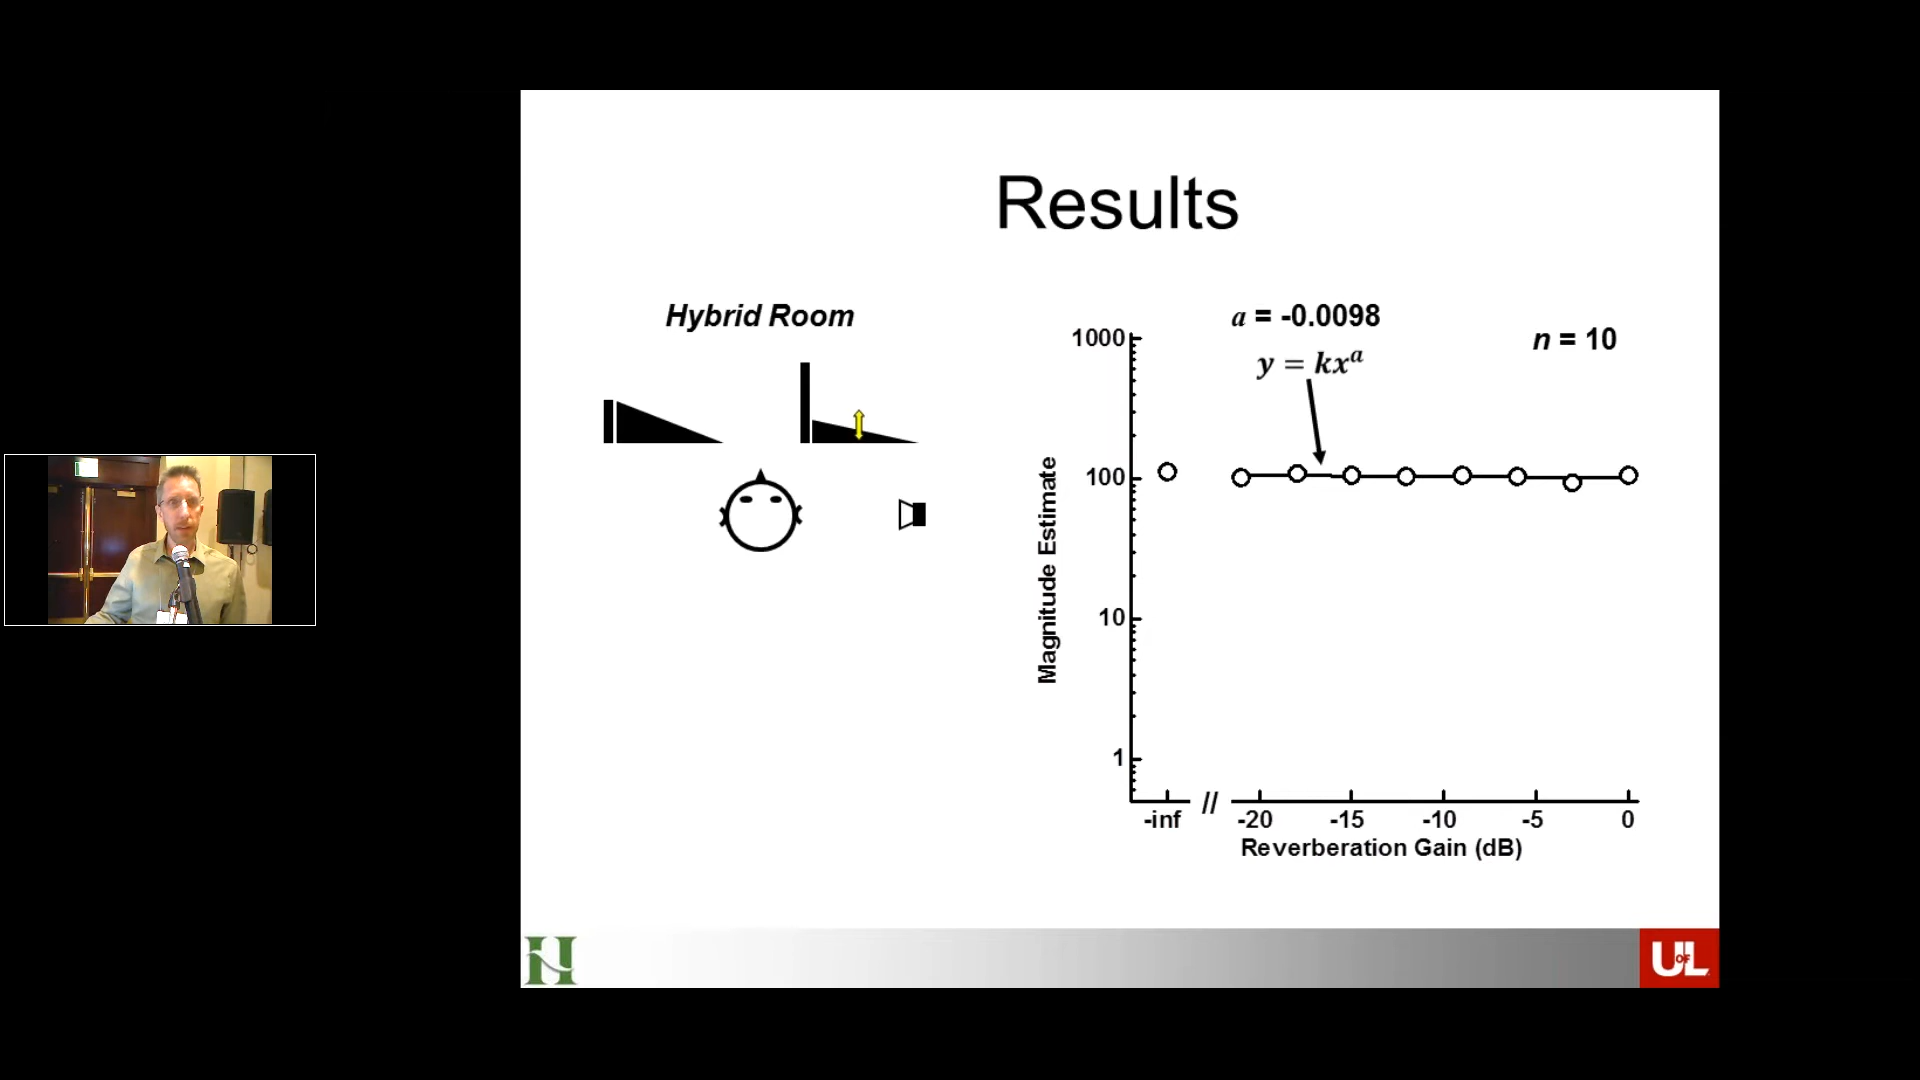 Results
Hybrid Room
a = -0.0098
n = 10
y = kx^a
1000
100
10
1
Magnitude Estimate
-inf // -20 -15 -10 -5 0
Reverberation Gain (dB)
H
UofL